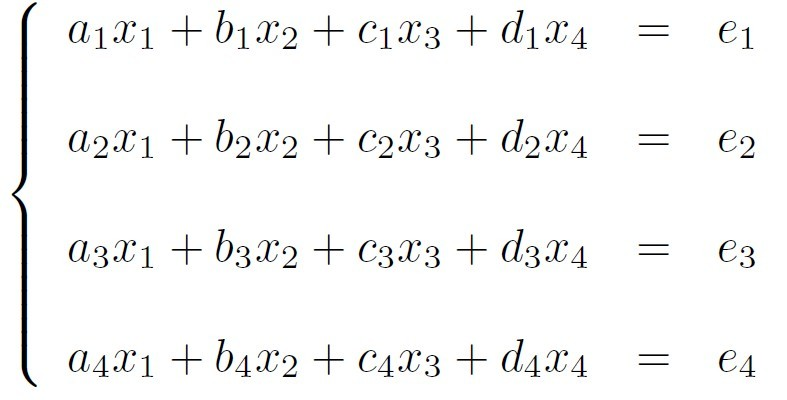 a₁x₁ + b₁x₂ + c₁x₃ + d₁x₄ = e₁
a₂x₁ + b₂x₂ + c₂x₃ + d₂x₄ = e₂
a₃x₁ + b₃x₂ + c₃x₃ + d₃x₄ = e₃
a₄x₁ + b₄x₂ + c₄x₃ + d₄x₄ = e₄